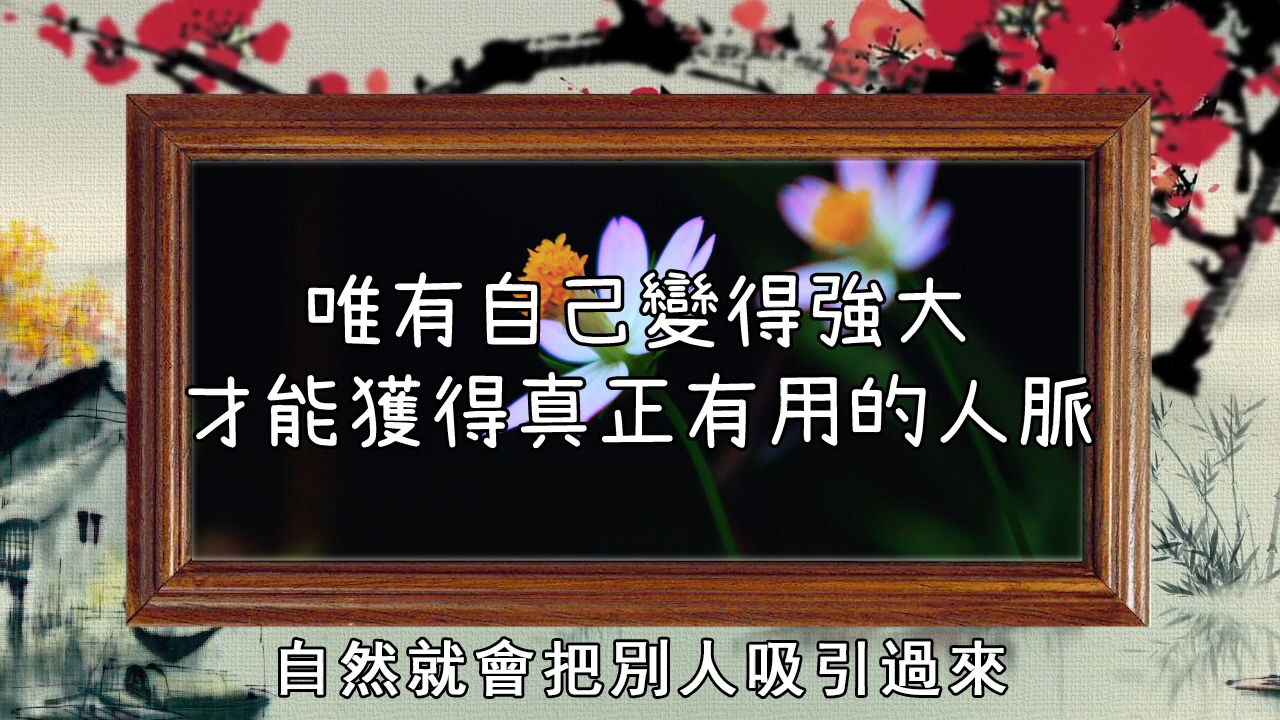 唯有自己變得強大
才能獲得真正有用的人脈
自然就會把別人吸引過來